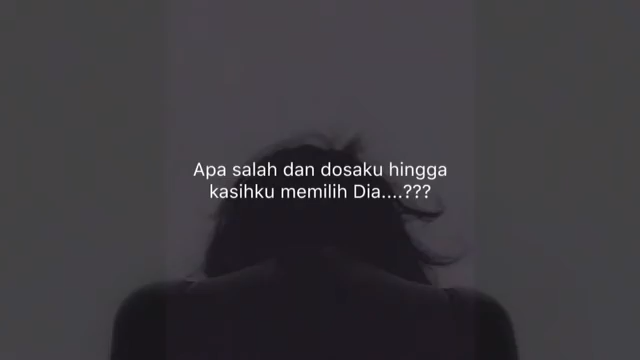 Apa salah dan dosaku hingga
kasihku memilih Dia....???